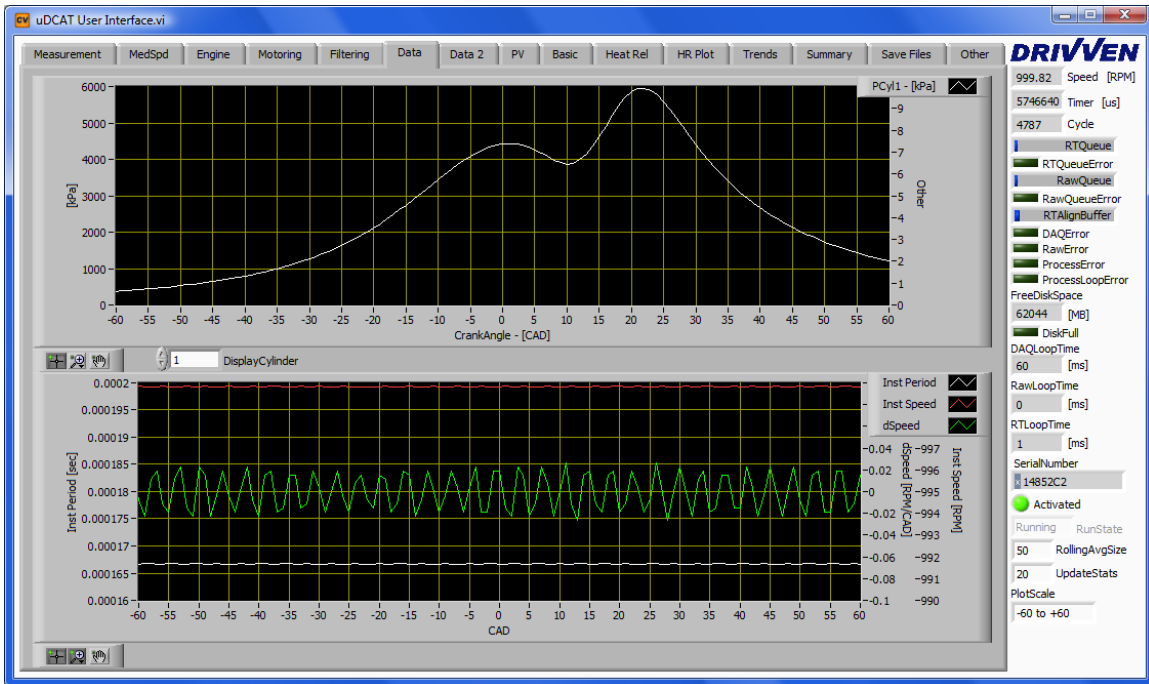 uDCAT User Interface.vi
Measurement MedSpd Engine Motoring Filtering Data Data 2 PV Basic Heat Rel HR Plot Trends Summary Save Files Other
DRIVVEN
PCyl1 - [kPa]
6000
5000
4000
3000
2000
1000
0
[kPa]
-9
-8
-7
-6
-5
-4
-3
-2
-1
-0
Other
-60 -55 -50 -45 -40 -35 -30 -25 -20 -15 -10 -5 0 5 10 15 20 25 30 35 40 45 50 55 60
CrankAngle - [CAD]
1 DisplayCylinder
Inst Period
Inst Speed
dSpeed
0.0002
0.000195
0.00019
0.000185
0.00018
0.000175
0.00017
0.000165
0.00016
Inst Period [sec]
-0.04 -997
-0.02 -996
-0 -995
-0.02 -994
-0.04 -993
-0.06 -992
-0.08 -991
-0.1 -990
dSpeed [RPM/CAD]
Inst Speed [RPM]
-60 -55 -50 -45 -40 -35 -30 -25 -20 -15 -10 -5 0 5 10 15 20 25 30 35 40 45 50 55 60
CAD
999.82 Speed [RPM]
5746640 Timer [us]
4787 Cycle
RTQueue
RTQueueError
RawQueue
RawQueueError
RTAlignBuffer
DAQError
RawError
ProcessError
ProcessLoopError
FreeDiskSpace
62044 [MB]
DiskFull
DAQLoopTime
60 [ms]
RawLoopTime
0 [ms]
RTLoopTime
1 [ms]
SerialNumber
x 14852C2
Activated
Running RunState
50 RollingAvgSize
20 UpdateStats
PlotScale
-60 to +60